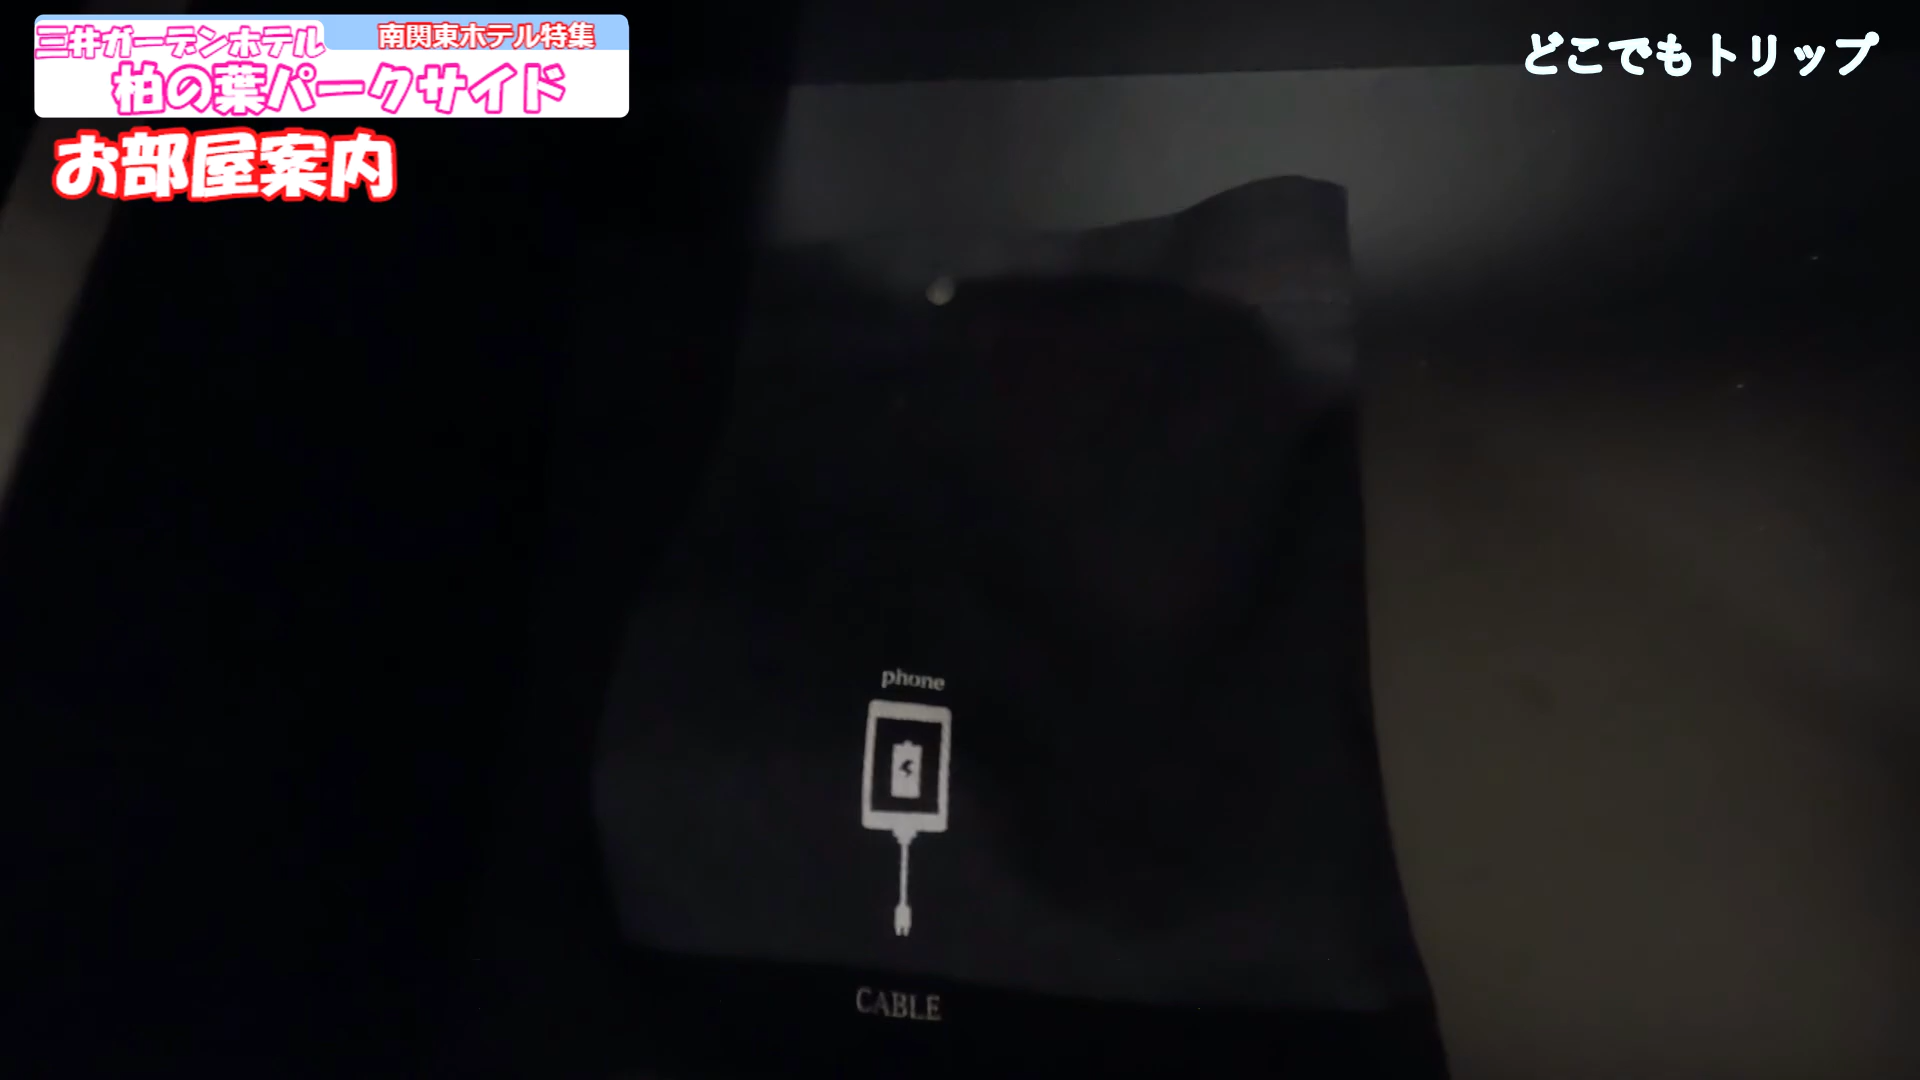 三井ガーデンホテル
南関東ホテル特集
柏の葉パークサイド
お部屋案内
どこでもトリップ
phone
CABLE